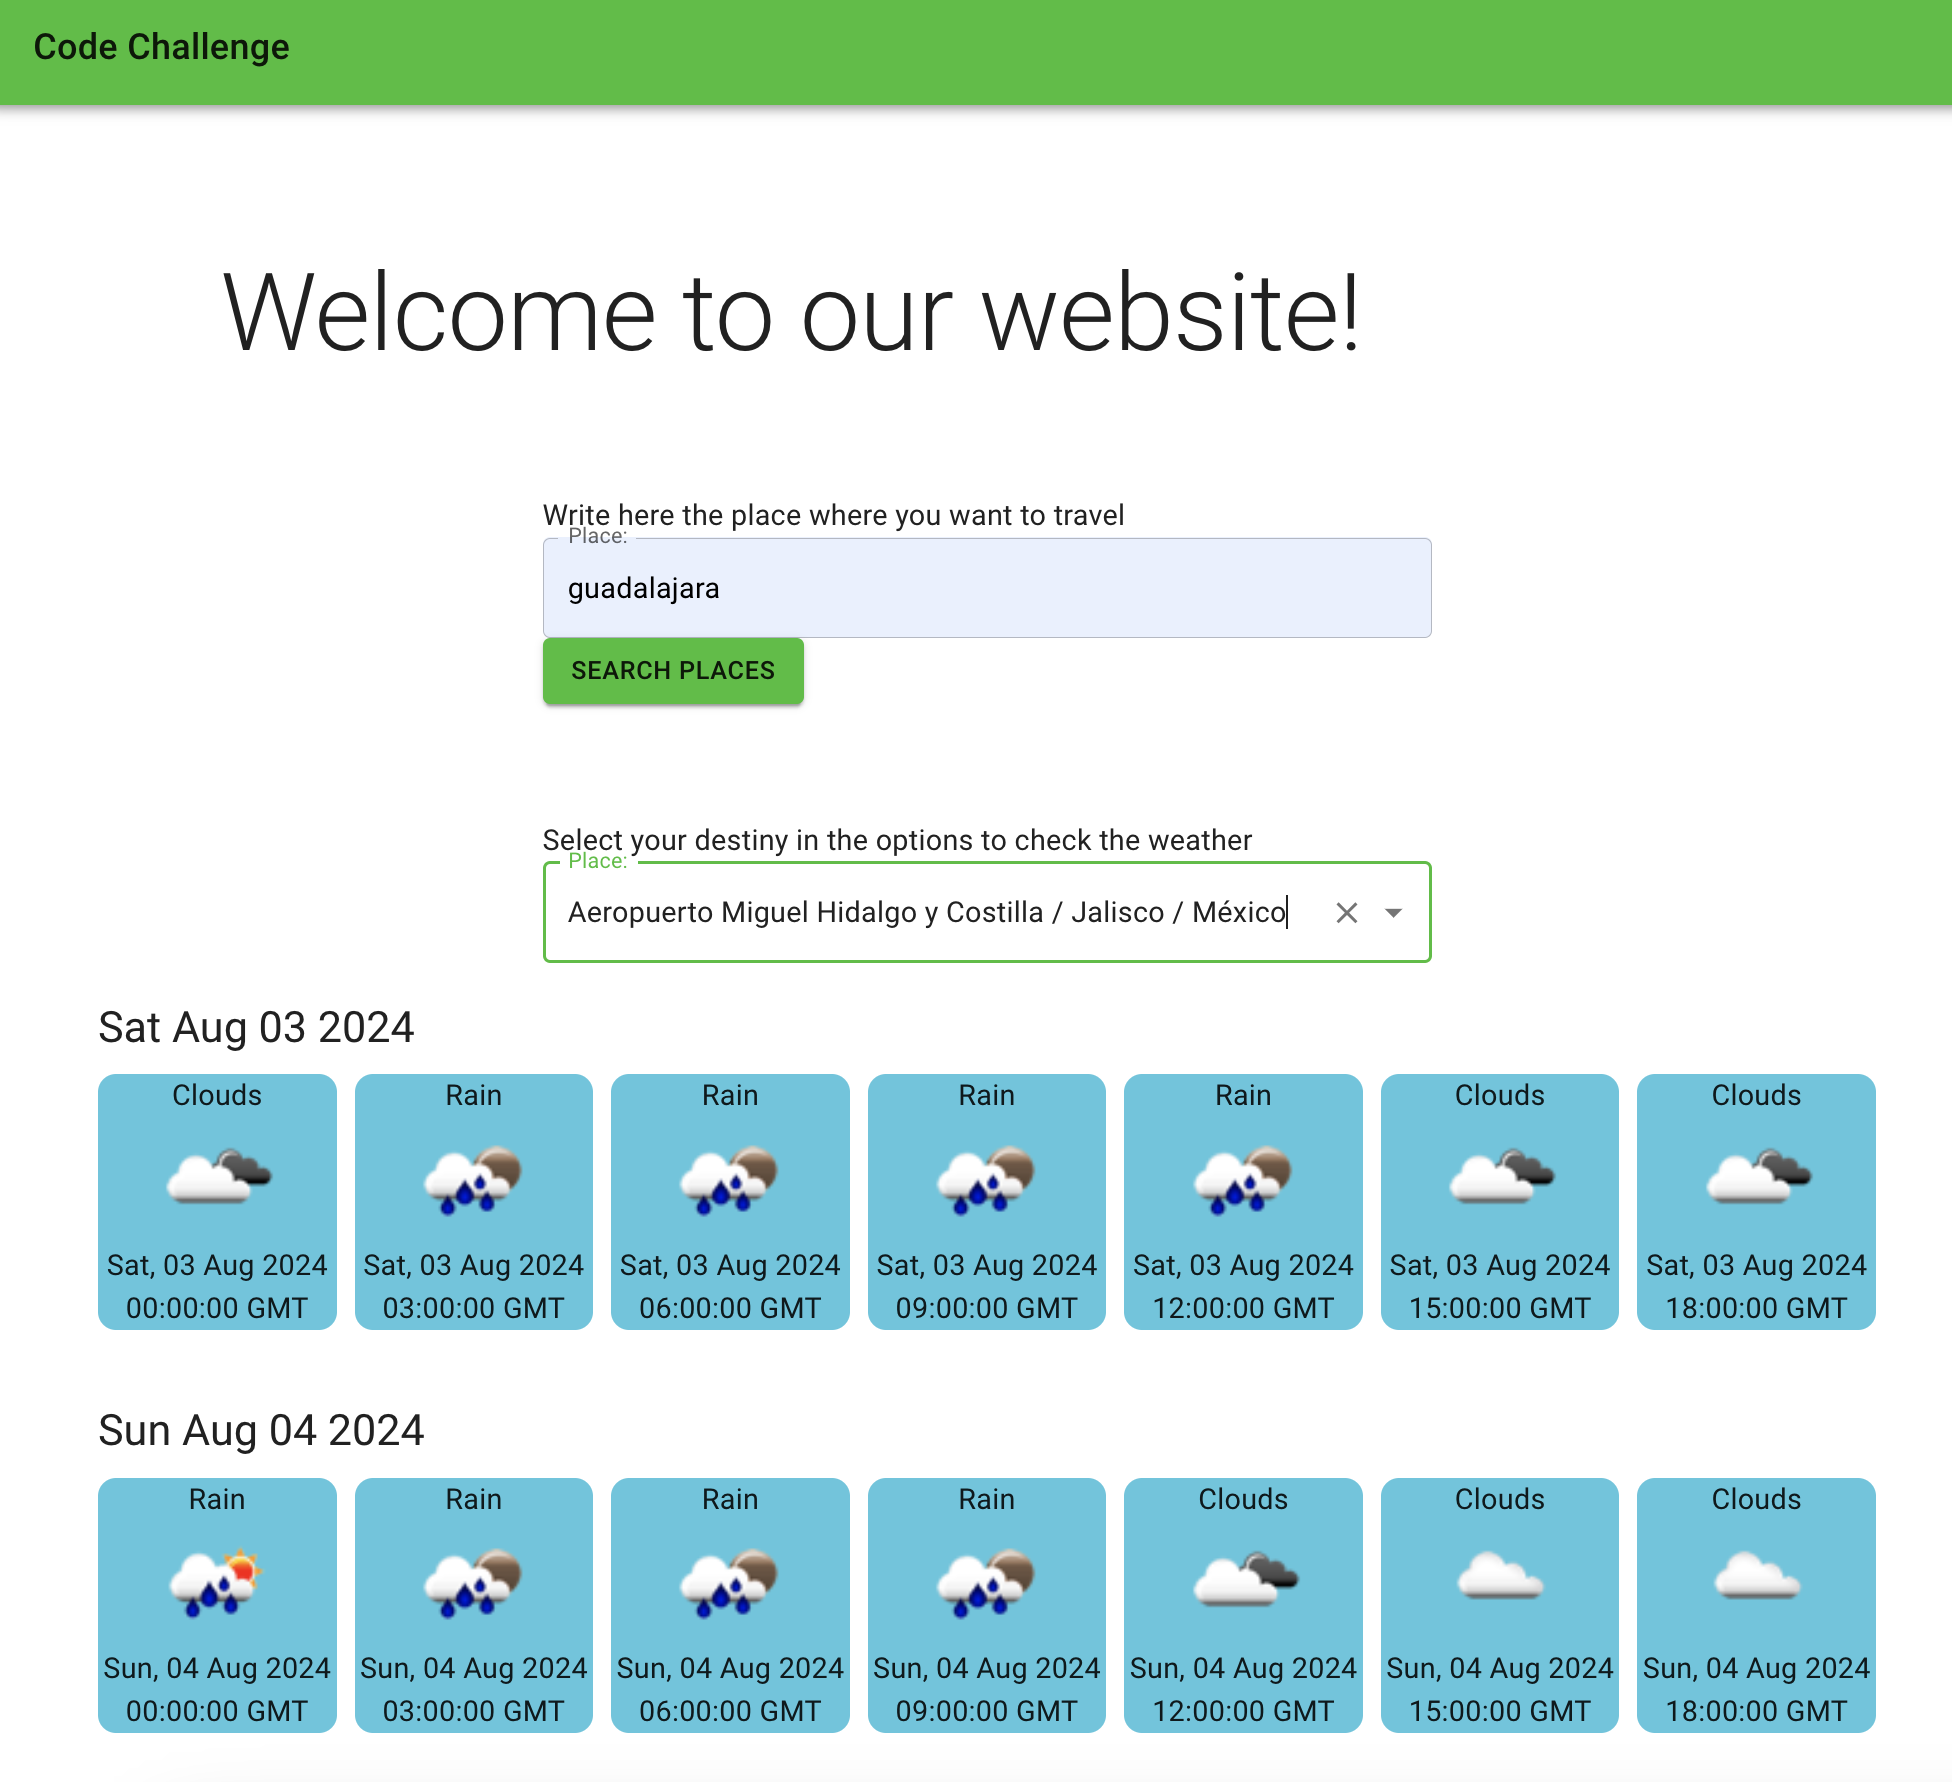 Code Challenge
Welcome to our website!
Write here the place where you want to travel
Place:
guadalajara
SEARCH PLACES
Select your destiny in the options to check the weather
Place:
Aeropuerto Miguel Hidalgo y Costilla / Jalisco / México
Sat Aug 03 2024
Clouds
Sat, 03 Aug 2024
00:00:00 GMT
Rain
Sat, 03 Aug 2024
03:00:00 GMT
Rain
Sat, 03 Aug 2024
06:00:00 GMT
Rain
Sat, 03 Aug 2024
09:00:00 GMT
Rain
Sat, 03 Aug 2024
12:00:00 GMT
Clouds
Sat, 03 Aug 2024
15:00:00 GMT
Clouds
Sat, 03 Aug 2024
18:00:00 GMT
Sun Aug 04 2024
Rain
Sun, 04 Aug 2024
00:00:00 GMT
Rain
Sun, 04 Aug 2024
03:00:00 GMT
Rain
Sun, 04 Aug 2024
06:00:00 GMT
Rain
Sun, 04 Aug 2024
09:00:00 GMT
Clouds
Sun, 04 Aug 2024
12:00:00 GMT
Clouds
Sun, 04 Aug 2024
15:00:00 GMT
Clouds
Sun, 04 Aug 2024
18:00:00 GMT